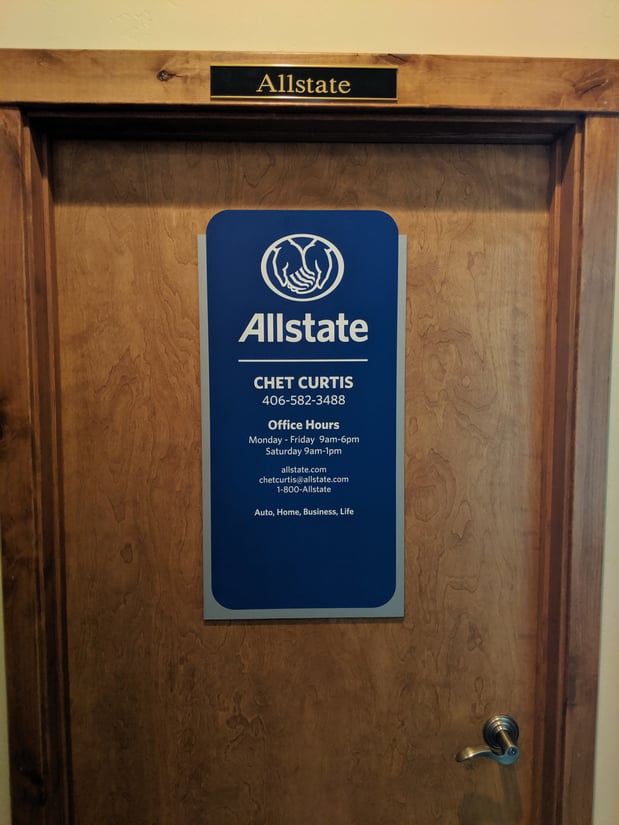 Allstate
Allstate
CHET CURTIS
406-582-3488
Office Hours
Monday - Friday 9am-6pm
Saturday 9am-1pm
allstate.com
chetcurtis@allstate.com
1-800-Allstate
Auto, Home, Business, Life